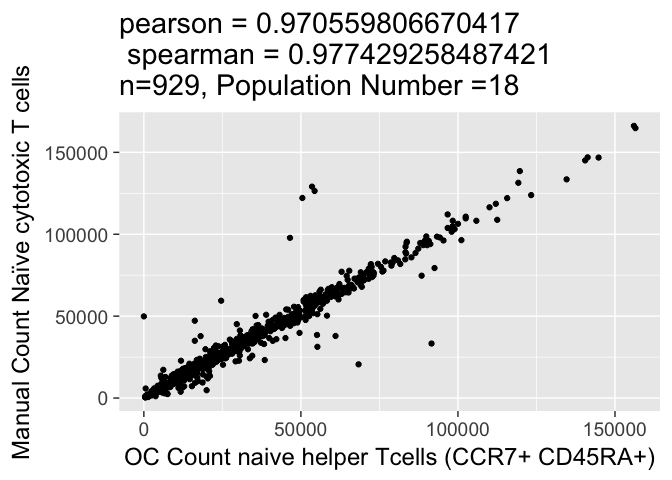 pearson = 0.970559806670417
spearman = 0.977429258487421
n=929, Population Number =18
Manual Count Naïve cytotoxic T cells
150000
100000
50000
0
0 50000 100000 150000
OC Count naive helper Tcells (CCR7+ CD45RA+)